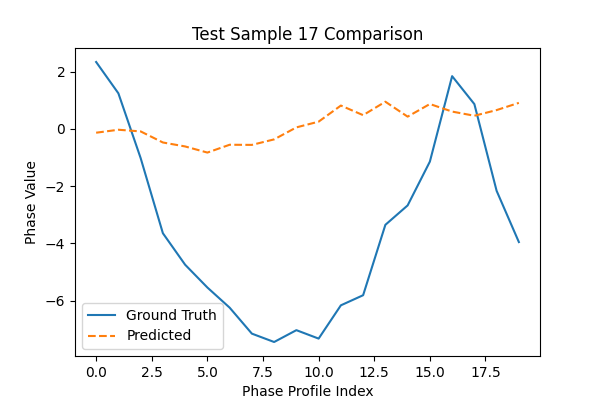 Test Sample 17 Comparison
2
0
−2
−4
−6
Phase Value
Ground Truth
Predicted
0.0 2.5 5.0 7.5 10.0 12.5 15.0 17.5
Phase Profile Index